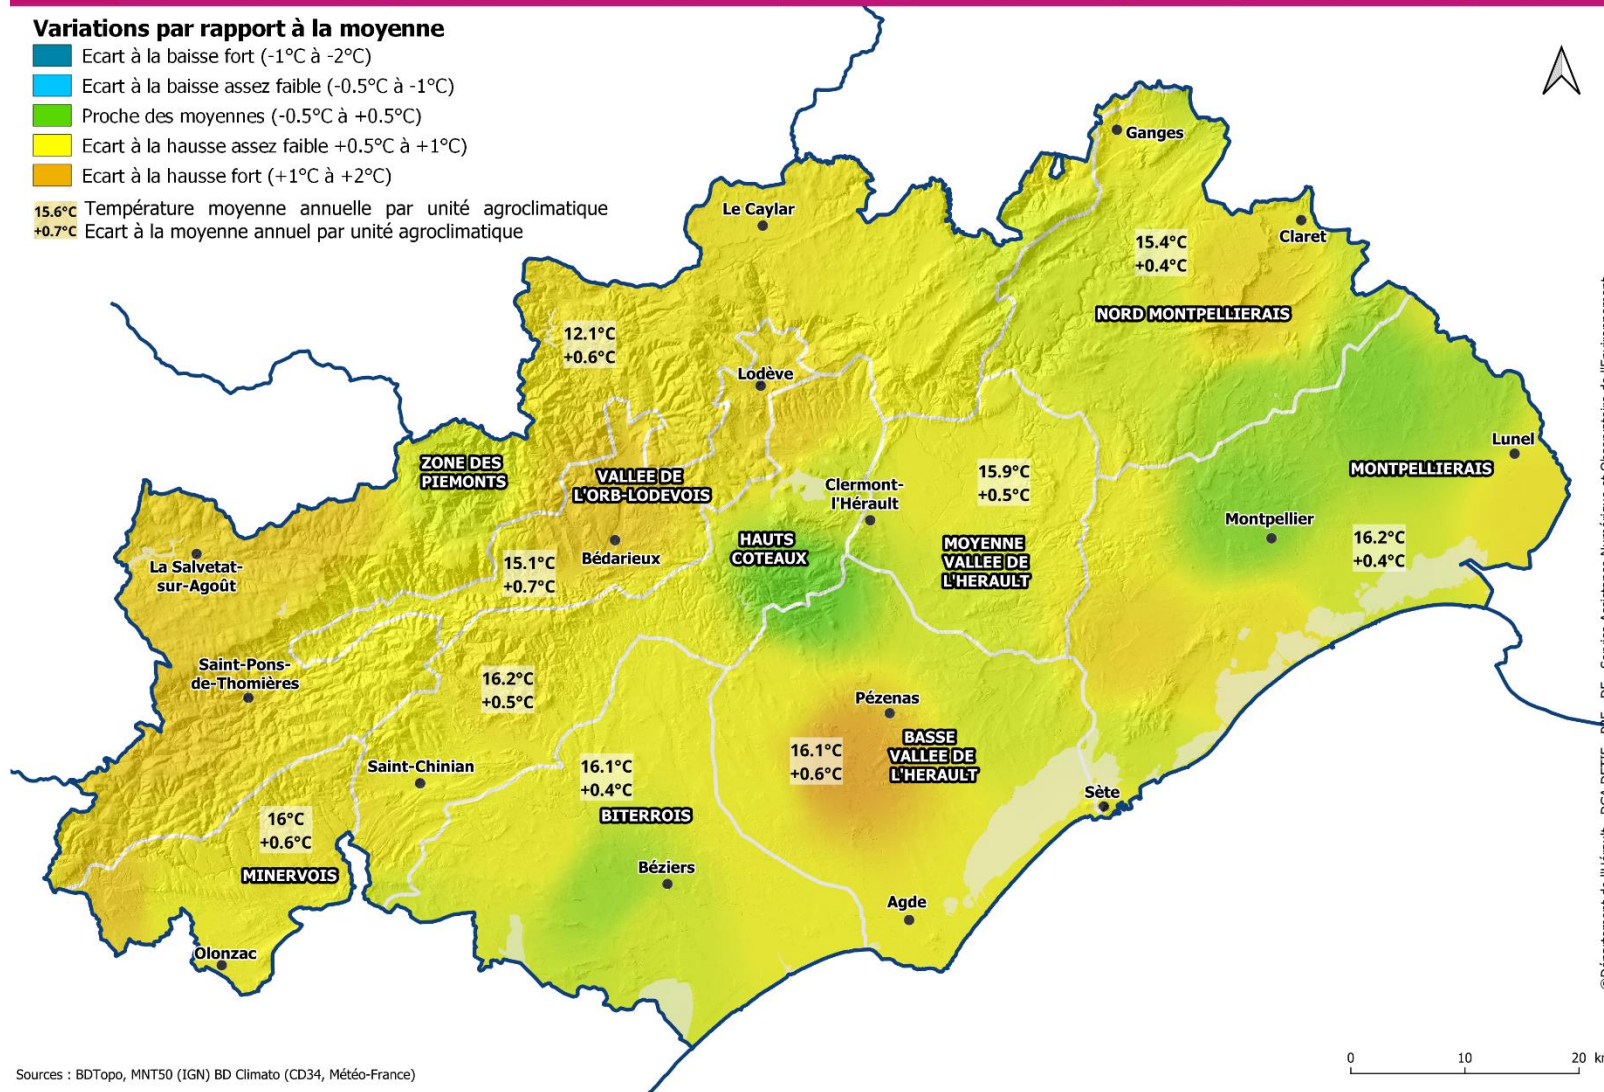 Variations par rapport à la moyenne
Ecart à la baisse fort (-1°C à -2°C)
Ecart à la baisse assez faible (-0.5°C à -1°C)
Proche des moyennes (-0.5°C à +0.5°C)
Ecart à la hausse assez faible +0.5°C à +1°C)
Ecart à la hausse fort (+1°C à +2°C)
15.6°C Température moyenne annuelle par unité agroclimatique
+0.7°C Ecart à la moyenne annuel par unité agroclimatique
Ganges
Le Caylar
Claret
15.4°C
+0.4°C
NORD MONTPELLIERAIS
12.1°C
+0.6°C
Lodève
Lunel
ZONE DES
PIEMONTS
VALLEE DE
L'ORB-LODEVOIS
15.9°C
+0.5°C
MONTPELLIERAIS
Clermont-
l'Hérault
Montpellier
16.2°C
+0.4°C
HAUTS
COTEAUX
MOYENNE
VALLEE DE
L'HERAULT
La Salvetat-
sur-Agoût
15.1°C
+0.7°C
Bédarieux
Saint-Pons-
de-Thomières
16.2°C
+0.5°C
Pézenas
BASSE
VALLEE DE
L'HERAULT
16.1°C
+0.6°C
Saint-Chinian
16.1°C
+0.4°C
BITERROIS
Sète
16°C
+0.6°C
MINERVOIS
Béziers
Agde
Olonzac
0 10 20
Sources : BDTopo, MNT50 (IGN) BD Climato (CD34, Météo-France)